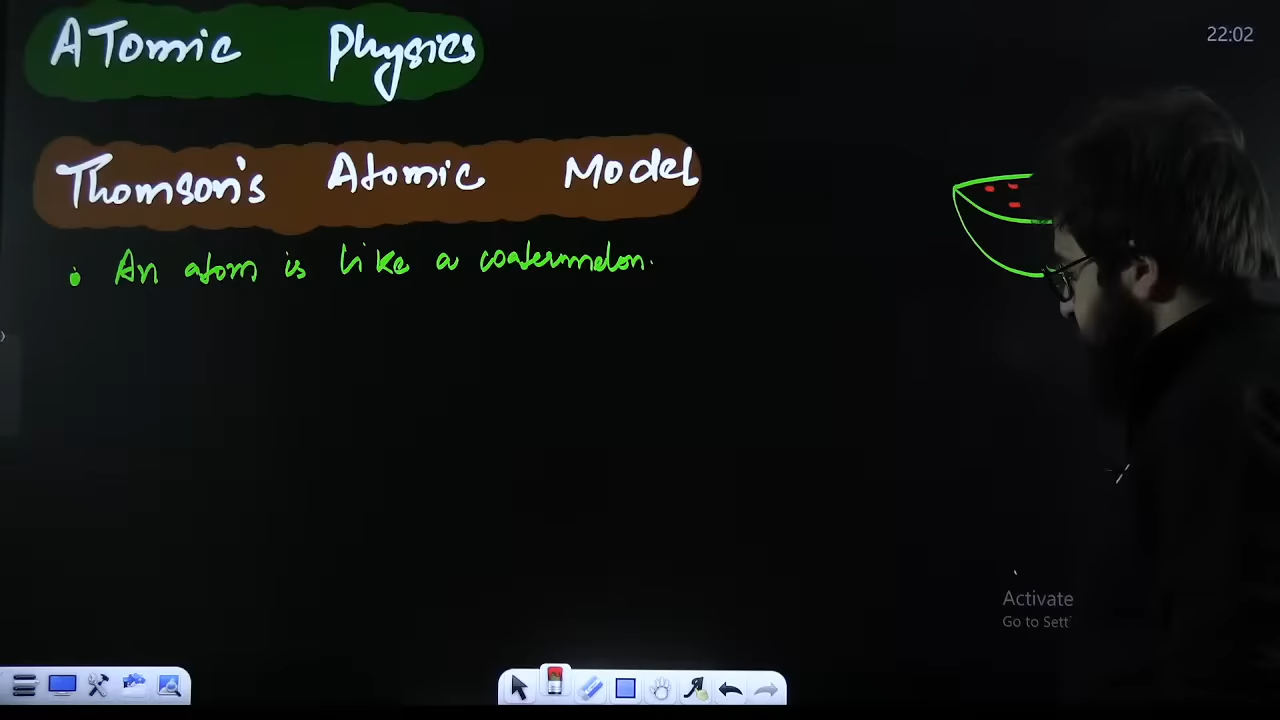 22:02
ATomic Physics
Thomson's Atomic Model
• An atom is like a watermelon.
Activate
Go to Sett